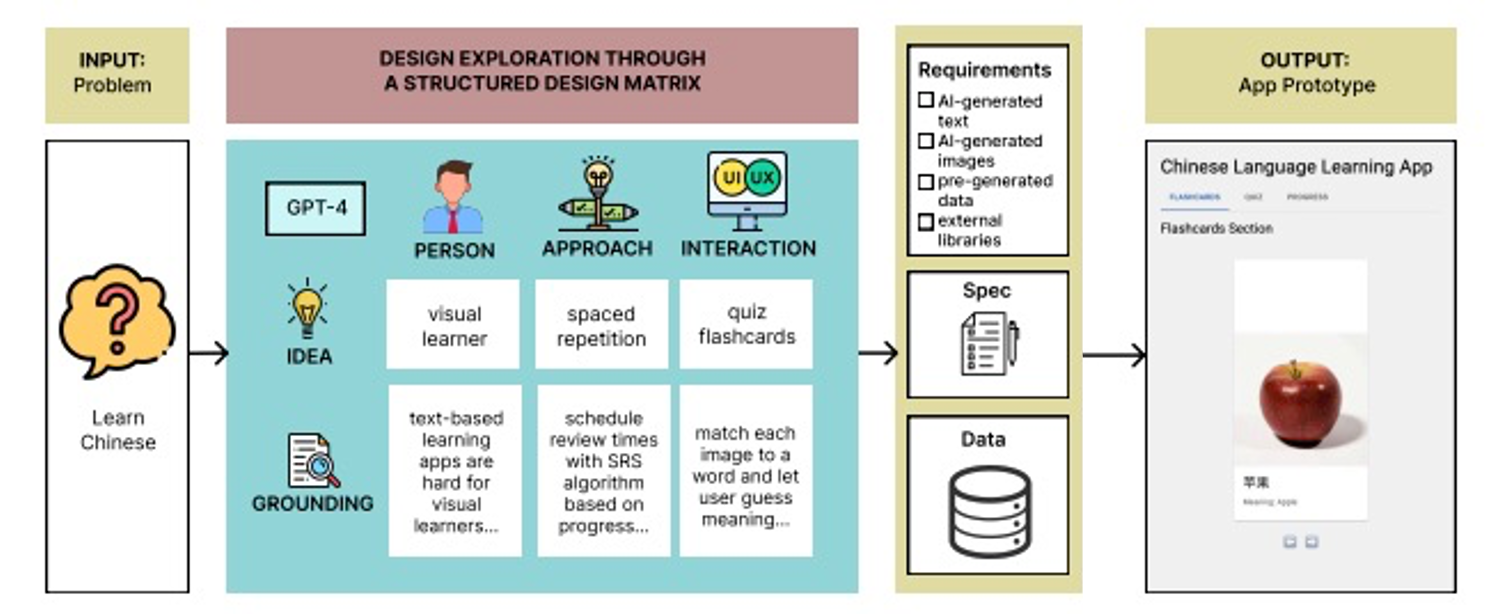 INPUT:
Problem
DESIGN EXPLORATION THROUGH
A STRUCTURED DESIGN MATRIX
OUTPUT:
App Prototype
Learn
Chinese
GPT-4
PERSON
APPROACH
UI UX
INTERACTION
IDEA
visual
learner
spaced
repetition
quiz
flashcards
GROUNDING
text-based
learning
apps are
hard for
visual
learners...
schedule
review times
with SRS
algorithm
based on
progress...
match each
image to a
word and let
user guess
meaning...
Requirements
AI-generated
text
AI-generated
images
pre-generated
data
external
libraries
Spec
Data
Chinese Language Learning App
FLASHCARDS QUIZ PROGRESS
Flashcards Section
苹果
Meaning: Apple